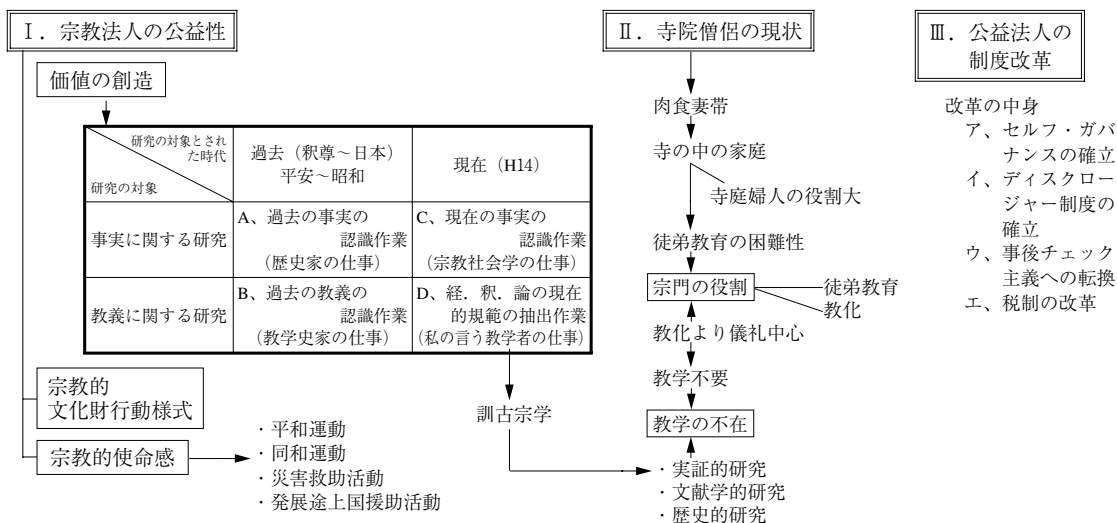 Ⅰ．宗教法人の公益性
価値の創造
研究の対象とされ
た時代
研究の対象
過去（釈尊～日本）
平安～昭和
現在（H14）
事実に関する研究
A、過去の事実の
認識作業
（歴史家の仕事）
C、現在の事実の
認識作業
（宗教社会学の仕事）
教義に関する研究
B、過去の教義の
認識作業
（教学史家の仕事）
D、経．釈．論の現在
的規範の抽出作業
（私の言う教学者の仕事）
訓古宗学
宗教的
文化財行動様式
宗教的使命感
・平和運動
・同和運動
・災害救助活動
・発展途上国援助活動
Ⅱ．寺院僧侶の現状
肉食妻帯
寺の中の家庭
寺庭婦人の役割大
徒弟教育の困難性
宗門の役割
徒弟教育
教化
教化より儀礼中心
教学不要
教学の不在
・実証的研究
・文献学的研究
・歴史的研究
Ⅲ．公益法人の
制度改革
改革の中身
ア、セルフ・ガバ
ナンスの確立
イ、ディスクロー
ジャー制度の
確立
ウ、事後チェック
主義への転換
エ、税制の改革